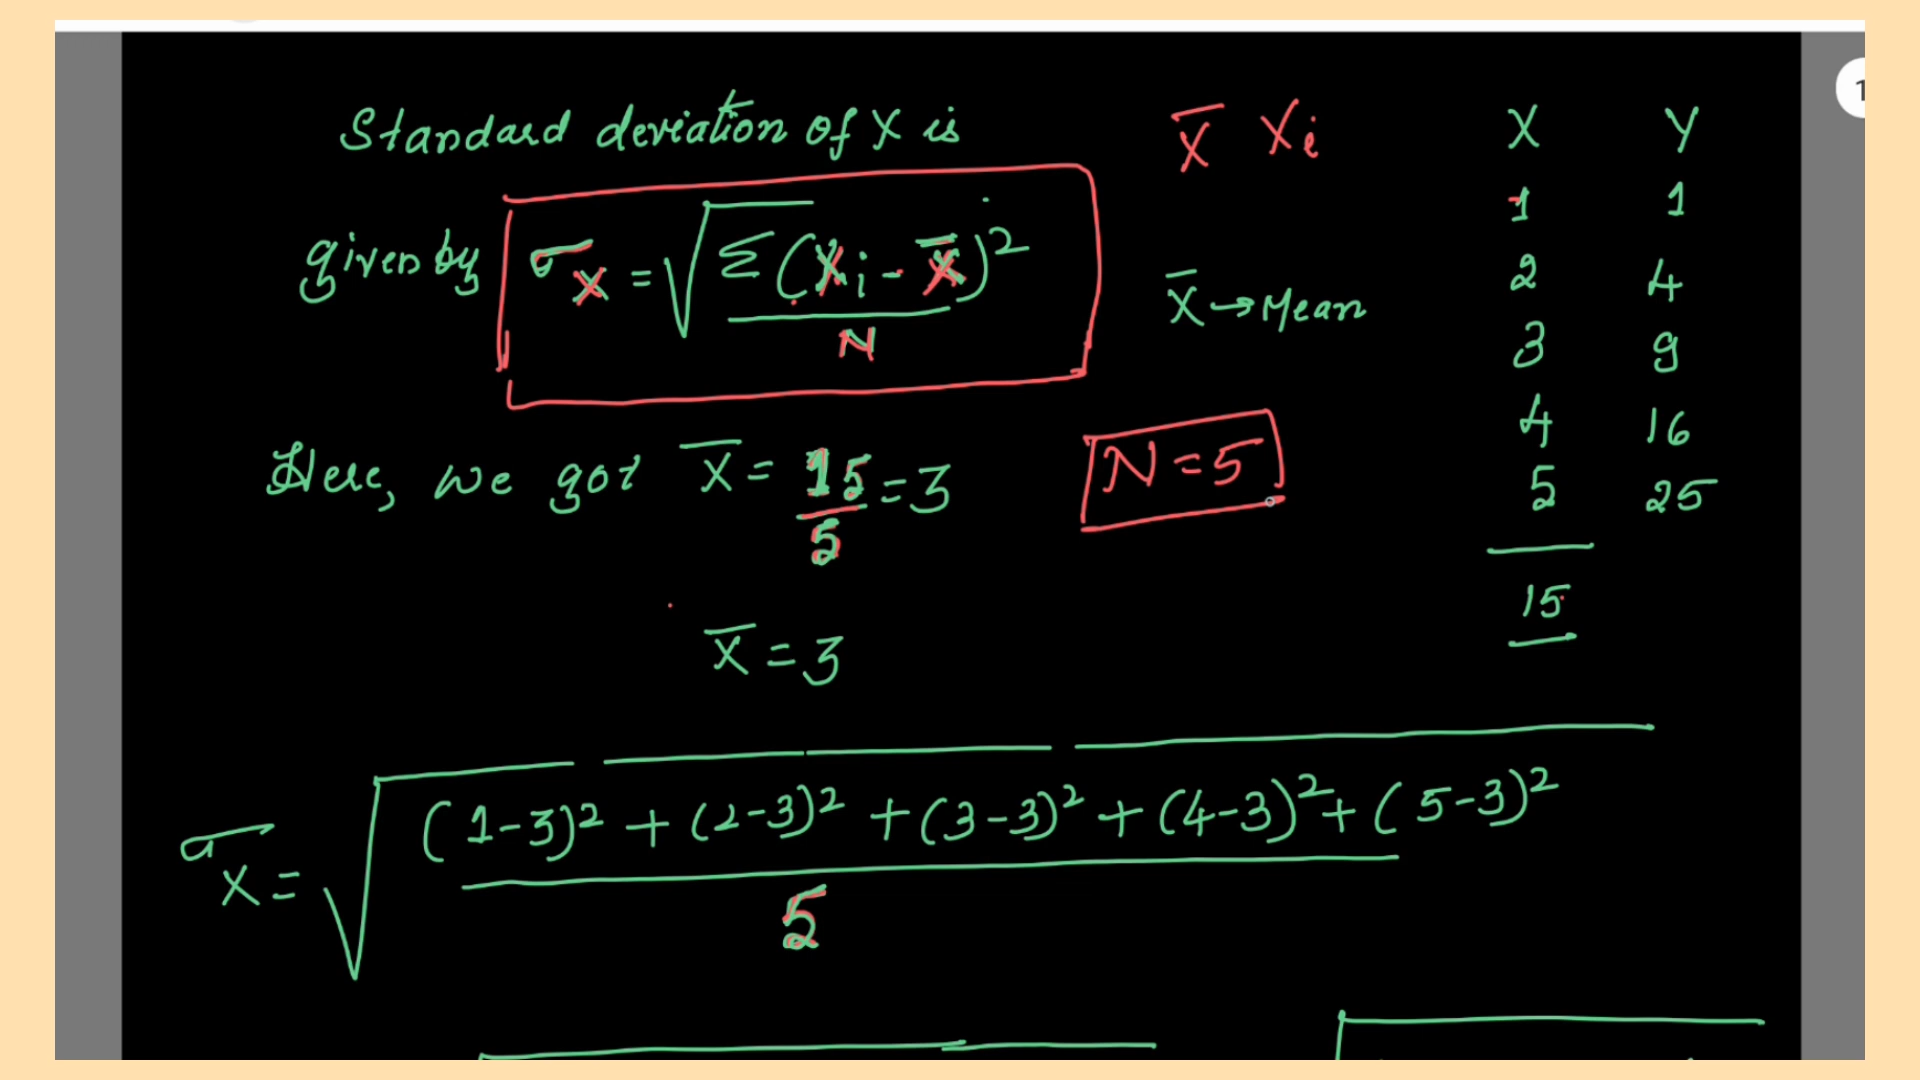 Standard deviation of X is
given by σx = √Σ(Xi - X̄)² / N
X̄ Xi
X̄ → Mean
Here, we got X̄ = 15/5 = 3
N = 5
X̄ = 3
X Y
1 1
2 4
3 9
4 16
5 25
15
σx = √(1-3)² + (2-3)² + (3-3)² + (4-3)² + (5-3)² / 5
1